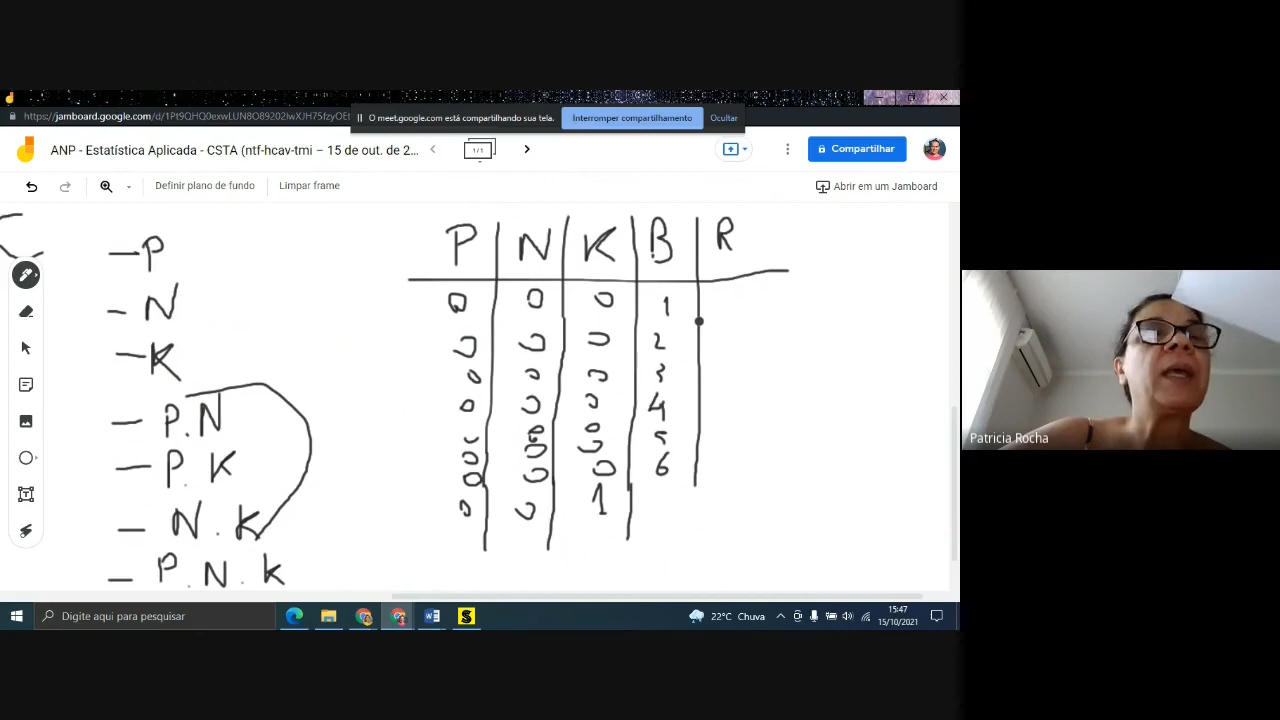 https://jamboard.google.com/d/1Pt9QHQ0exwLUN8O89202IwXJH75fzyOEt
O meet.google.com está compartilhando sua tela.
Interromper compartilhamento
Ocultar
ANP - Estatística Aplicada - CSTA (ntf-hcav-tmi – 15 de out. de 2...
1/1
Compartilhar
Definir plano de fundo
Limpar frame
Abrir em um Jamboard
— P
- N
— K
— P.N
— P.K
— N.K
— P.N.K
P N K B R
0 0 0 1
0 0 0 2
0 0 0 3
0 0 0 4
0 0 0 5
0 0 0 6
0 0 1
Patricia Rocha
Digite aqui para pesquisar
22°C Chuva
15:47
15/10/2021